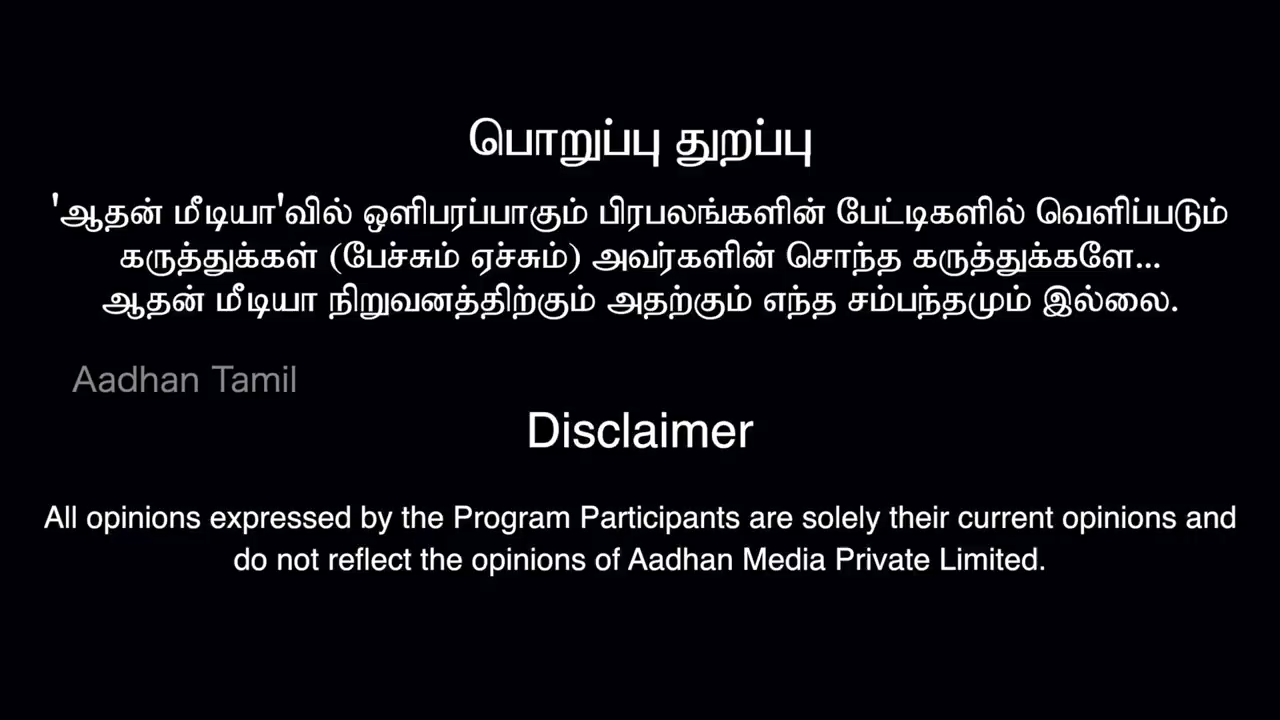 பொறுப்பு துறப்பு
'ஆதன் மீடியா'வில் ஒளிபரப்பாகும் பிரபலங்களின் பேட்டிகளில் வெளிப்படும்
கருத்துக்கள் (பேச்சும் ஏச்சும்) அவர்களின் சொந்த கருத்துக்களே...
ஆதன் மீடியா நிறுவனத்திற்கும் அதற்கும் எந்த சம்பந்தமும் இல்லை.
Aadhan Tamil
Disclaimer
All opinions expressed by the Program Participants are solely their current opinions and
do not reflect the opinions of Aadhan Media Private Limited.